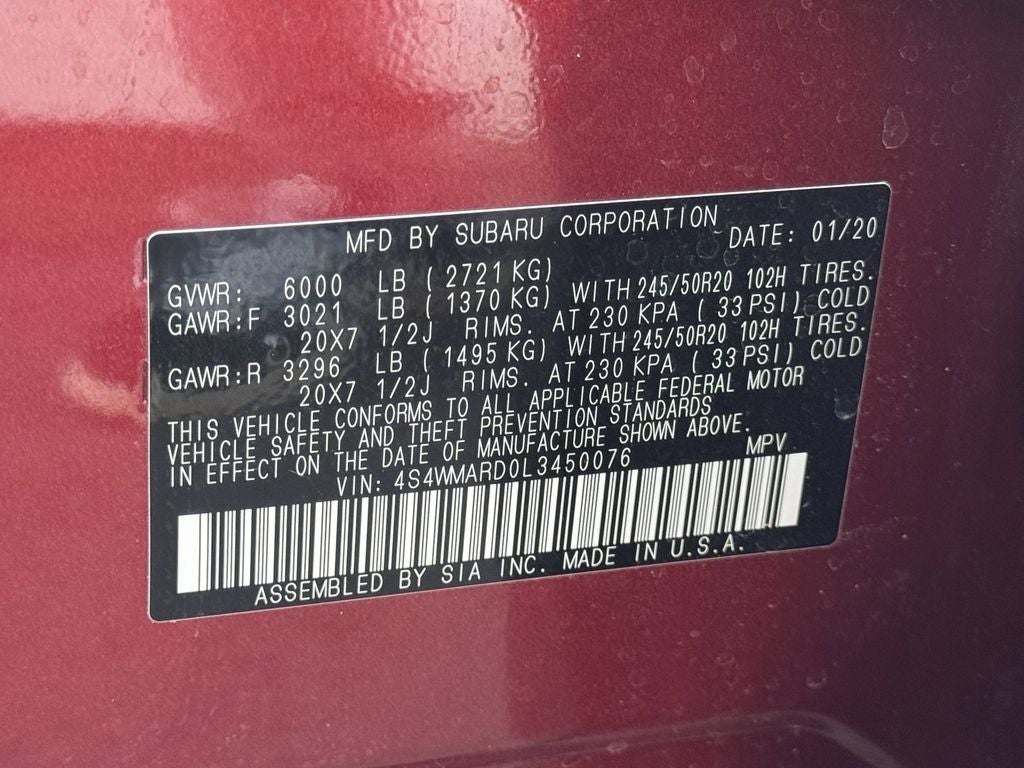 MFD BY SUBARU CORPORATION DATE: 01/20
GVWR: 6000 LB ( 2721 KG)
GAWR:F 3021 LB ( 1370 KG) WITH 245/50R20 102H TIRES.
20X7 1/2J RIMS. AT 230 KPA ( 33 PSI) COLD
GAWR:R 3296 LB ( 1495 KG) WITH 245/50R20 102H TIRES.
20X7 1/2J RIMS. AT 230 KPA ( 33 PSI) COLD
THIS VEHICLE CONFORMS TO ALL APPLICABLE FEDERAL MOTOR
VEHICLE SAFETY AND THEFT PREVENTION STANDARDS
IN EFFECT ON THE DATE OF MANUFACTURE SHOWN ABOVE.
VIN: 4S4WMARD0L3450076 MPV
ASSEMBLED BY SIA INC. MADE IN U.S.A.